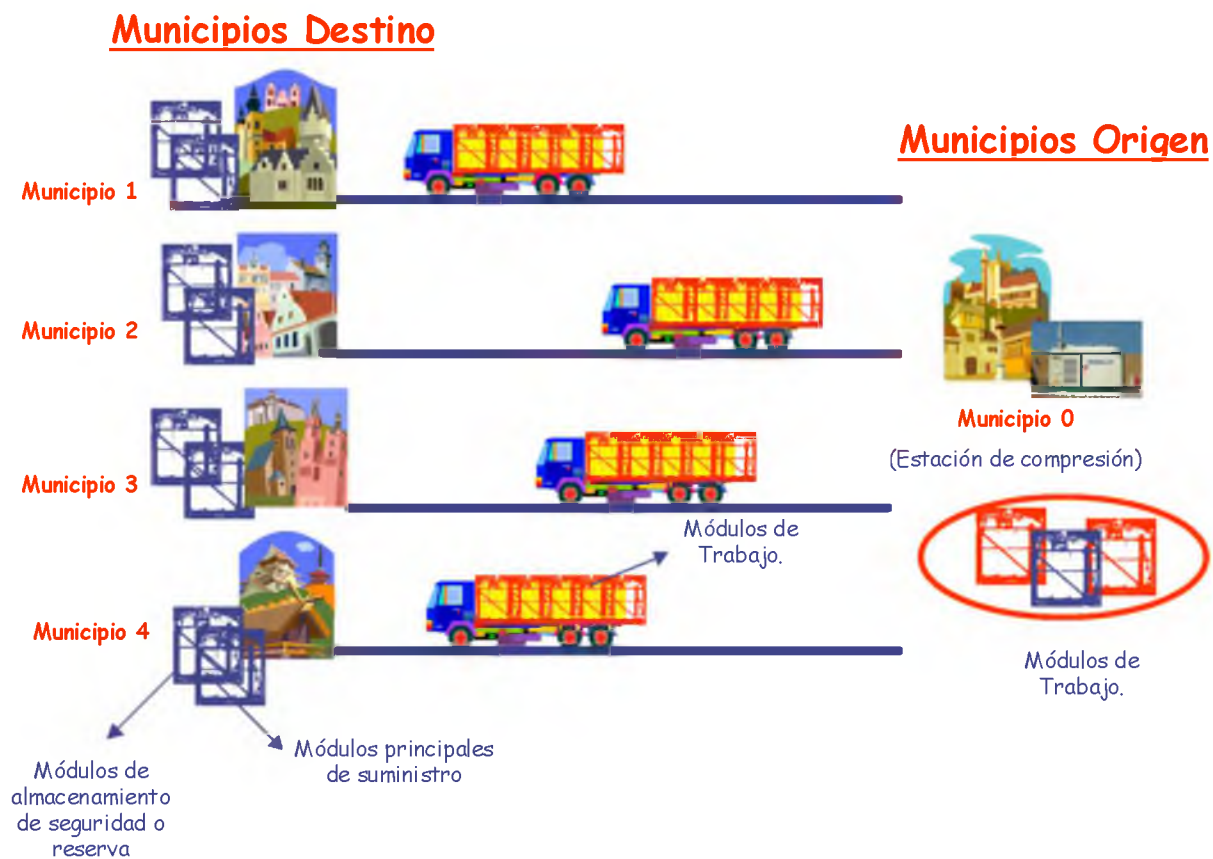 Municipios Destino
Municipios Origen
Municipio 1
Municipio 2
Municipio 0
(Estación de compresión)
Municipio 3
Módulos de
Trabajo.
Municipio 4
Módulos de
Trabajo.
Módulos principales
de suministro
Módulos de
almacenamiento
de seguridad o
reserva